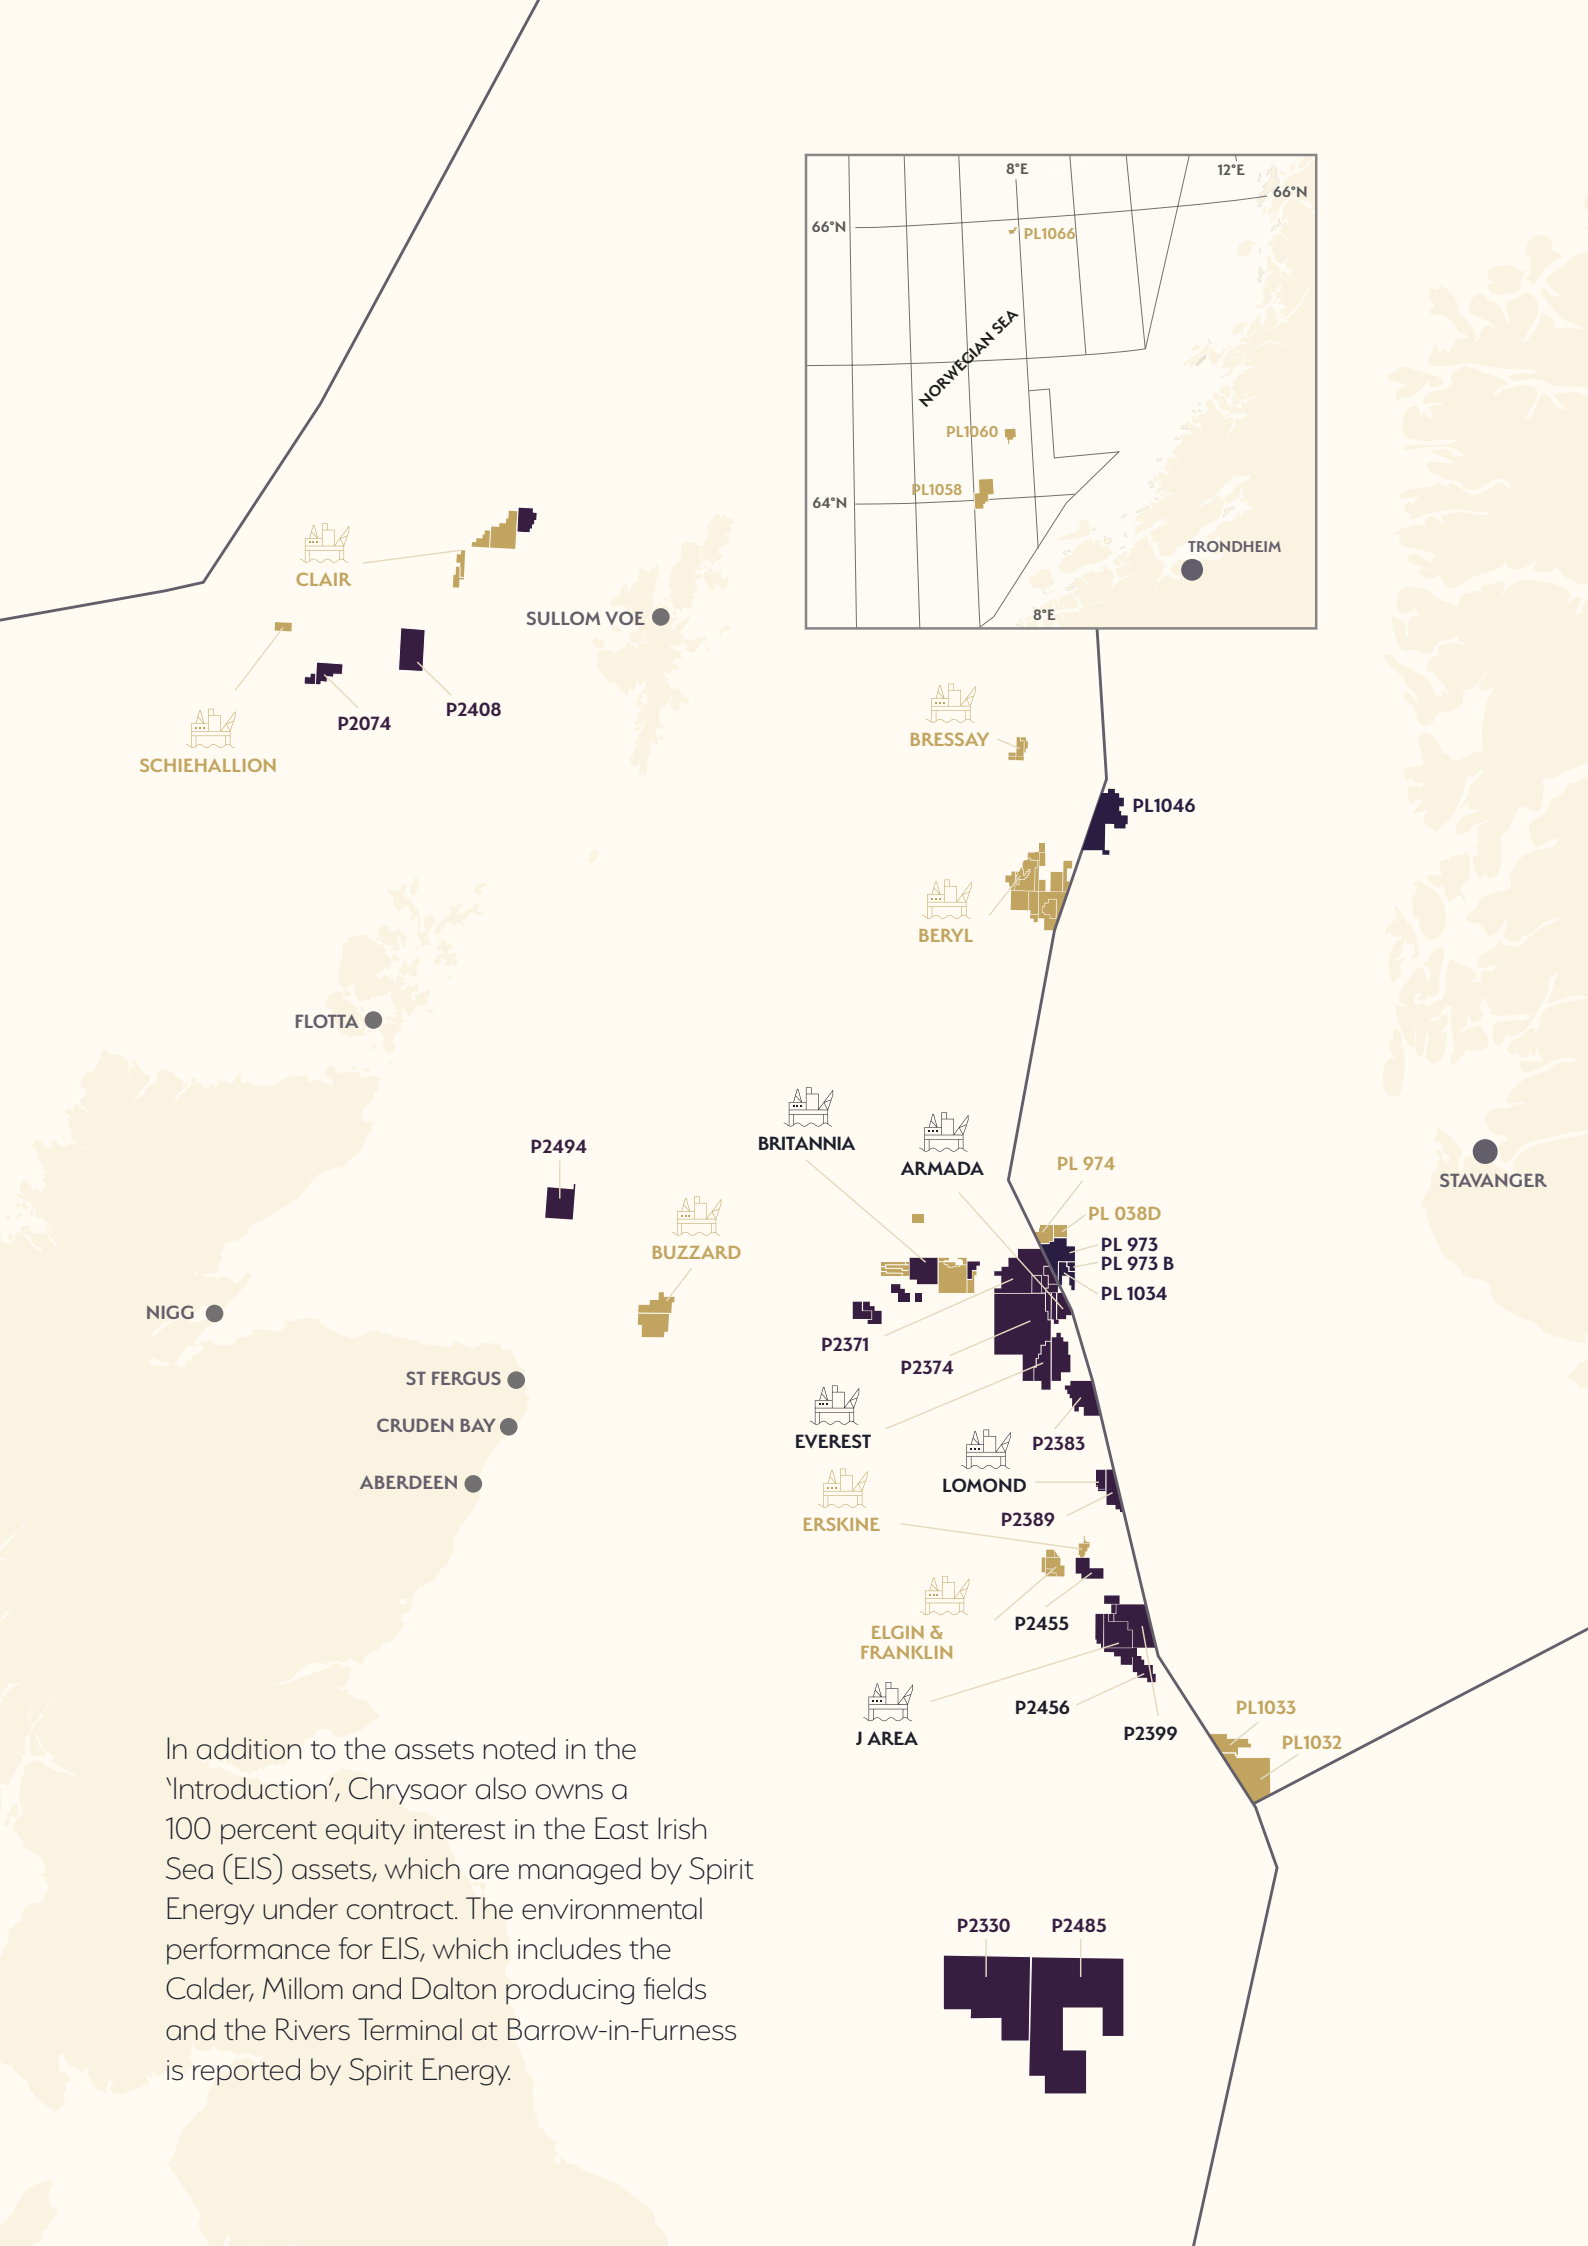 8°E
12°E
66°N
66°N
PL1066
NORWEGIAN SEA
PL1060
PL1058
64°N
TRONDHEIM
8°E
CLAIR
SULLOM VOE
SCHIEHALLION
P2074
P2408
BRESSAY
PL1046
BERYL
FLOTTA
BRITANNIA
ARMADA
P2494
PL 974
STAVANGER
PL 038D
BUZZARD
PL 973
PL 973 B
PL 1034
NIGG
P2371
P2374
ST FERGUS
CRUDEN BAY
EVEREST
P2383
ABERDEEN
LOMOND
P2389
ERSKINE
P2455
ELGIN &
FRANKLIN
P2456
J AREA
P2399
PL1033
PL1032
In addition to the assets noted in the
‘Introduction’, Chrysaor also owns a
100 percent equity interest in the East Irish
Sea (EIS) assets, which are managed by Spirit
Energy under contract. The environmental
performance for EIS, which includes the
Calder, Millom and Dalton producing fields
and the Rivers Terminal at Barrow-in-Furness
is reported by Spirit Energy.
P2330
P2485